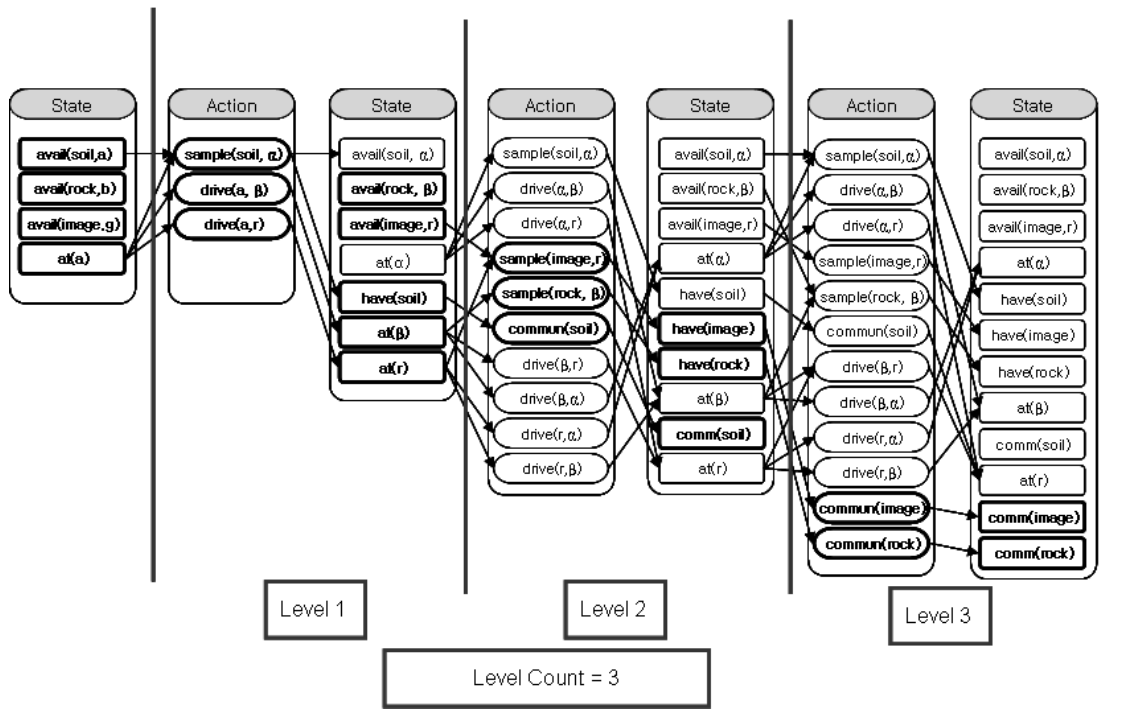 State
avail(soil,a)
avail(rock,b)
avail(image,g)
at(a)
Action
sample(soil, α)
drive(a, β)
drive(a,r)
State
avail(soil, α)
avail(rock, β)
avail(image,r)
at(α)
have(soil)
at(β)
at(r)
Action
sample(soil,α)
drive(α,β)
drive(α,r)
sample(image,r)
sample(rock, β)
commun(soil)
drive(β,r)
drive(β,α)
drive(r,α)
drive(r,β)
State
avail(soil,α)
avail(rock,β)
avail(image,r)
at(α)
have(soil)
have(image)
have(rock)
at(β)
comm(soil)
at(r)
Action
sample(soil,α)
drive(α,β)
drive(α,r)
sample(image,r)
sample(rock, β)
commun(soil)
drive(β,r)
drive(β,α)
drive(r,α)
drive(r,β)
commun(image)
commun(rock)
State
avail(soil,α)
avail(rock,β)
avail(image,r)
at(α)
have(soil)
have(image)
have(rock)
at(β)
comm(soil)
at(r)
comm(image)
comm(rock)
Level 1
Level 2
Level 3
Level Count = 3